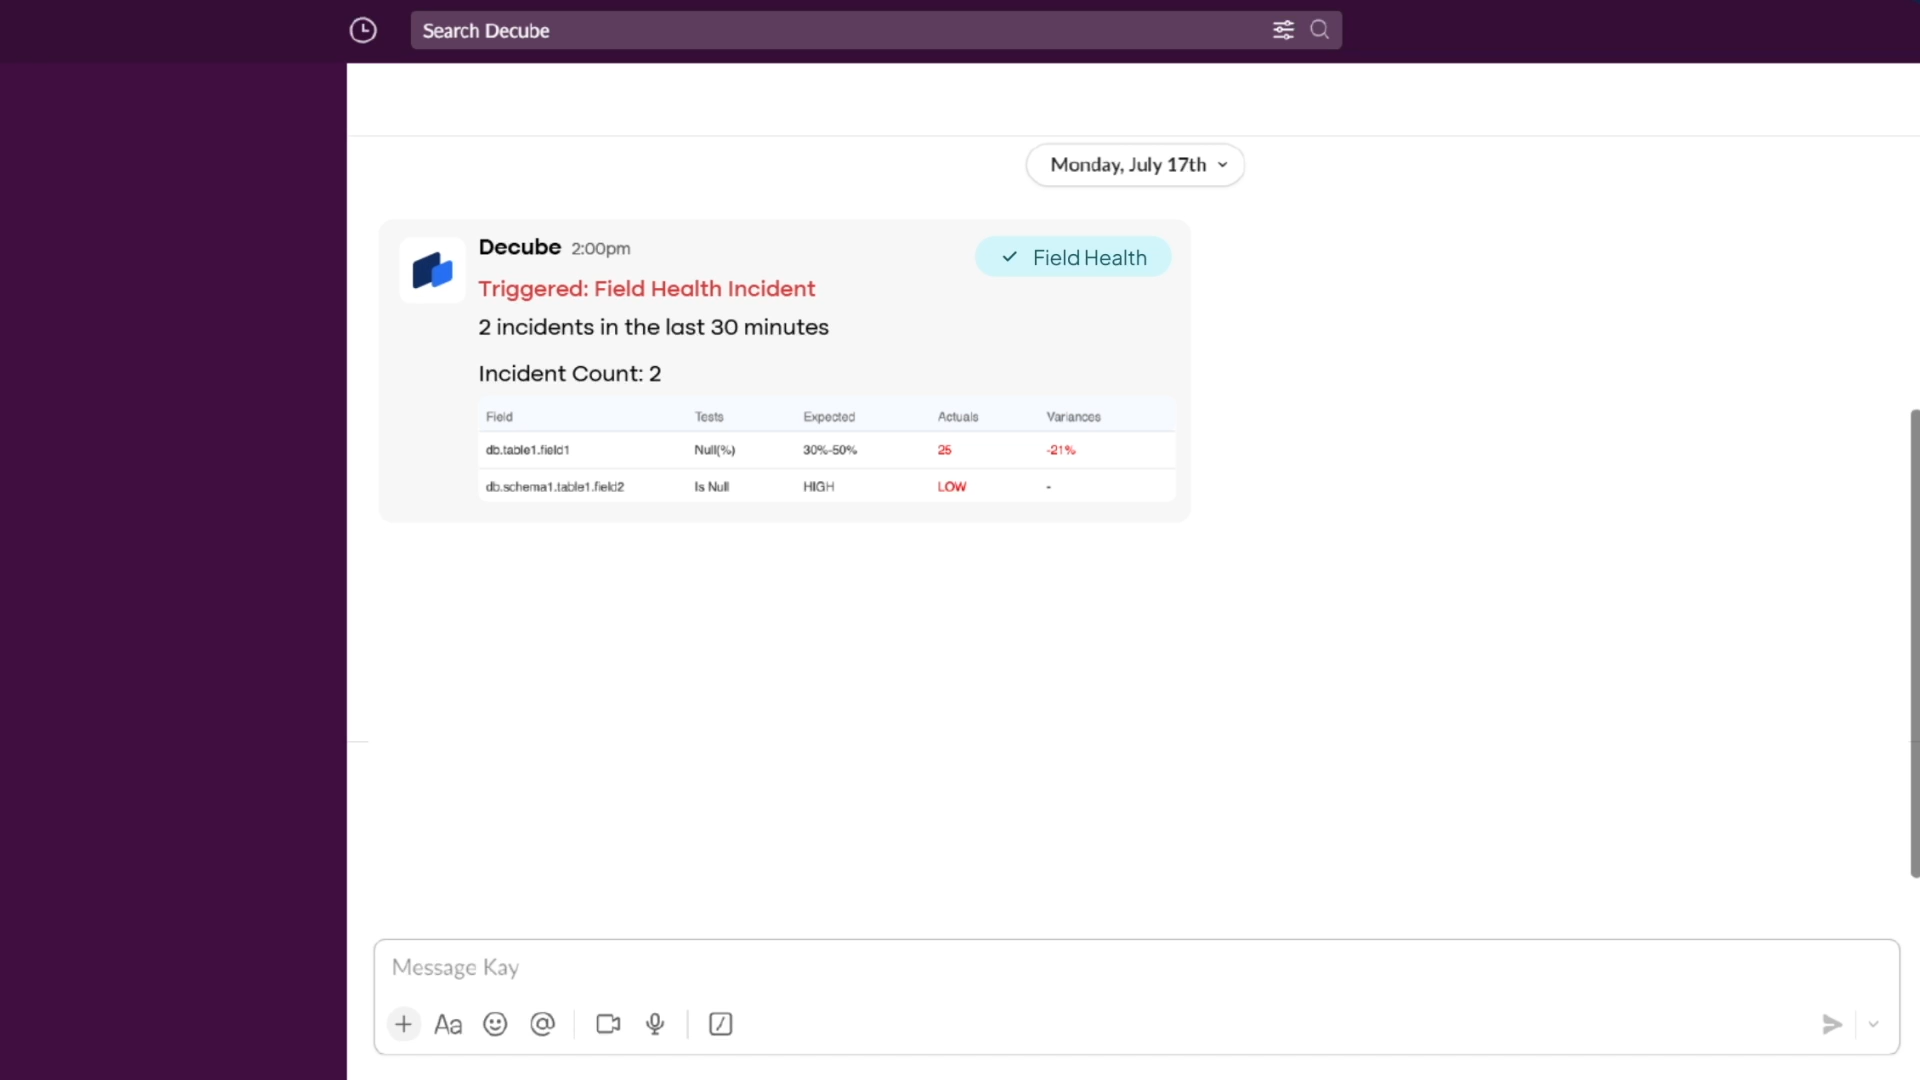 Search Decube
Monday, July 17th
Decube 2:00pm
Field Health
Triggered: Field Health Incident
2 incidents in the last 30 minutes
Incident Count: 2
Field Tests Expected Actuals Variances
db.table1.field1 Null(%) 30%-50% 25 -21%
db.schema1.table1.field2 Is Null HIGH LOW -
Message Kay
Aa